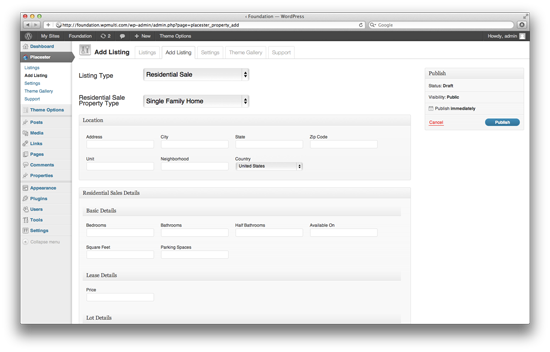 Foundation — WordPress
http://foundation.wpmulti.com/wp-admin/admin.php?page=placester_property_add
My Sites Foundation 2 + New Theme Options Howdy, admin
Dashboard
Placester
Listings
Add Listing
Settings
Theme Gallery
Support
Theme Options
Posts
Media
Links
Pages
Comments
Properties
Appearance
Plugins
Users
Tools
Settings
Collapse menu
Add Listing Listings Add Listing Settings Theme Gallery Support
Listing Type Residential Sale
Residential Sale
Property Type Single Family Home
Location
Address City State Zip Code
Unit Neighborhood Country
United States
Residential Sales Details
Basic Details
Bedrooms Bathrooms Half Bathrooms Available On
Square Feet Parking Spaces
Lease Details
Price
Lot Details
Publish
Status: Draft
Visibility: Public
Publish immediately
Cancel Publish